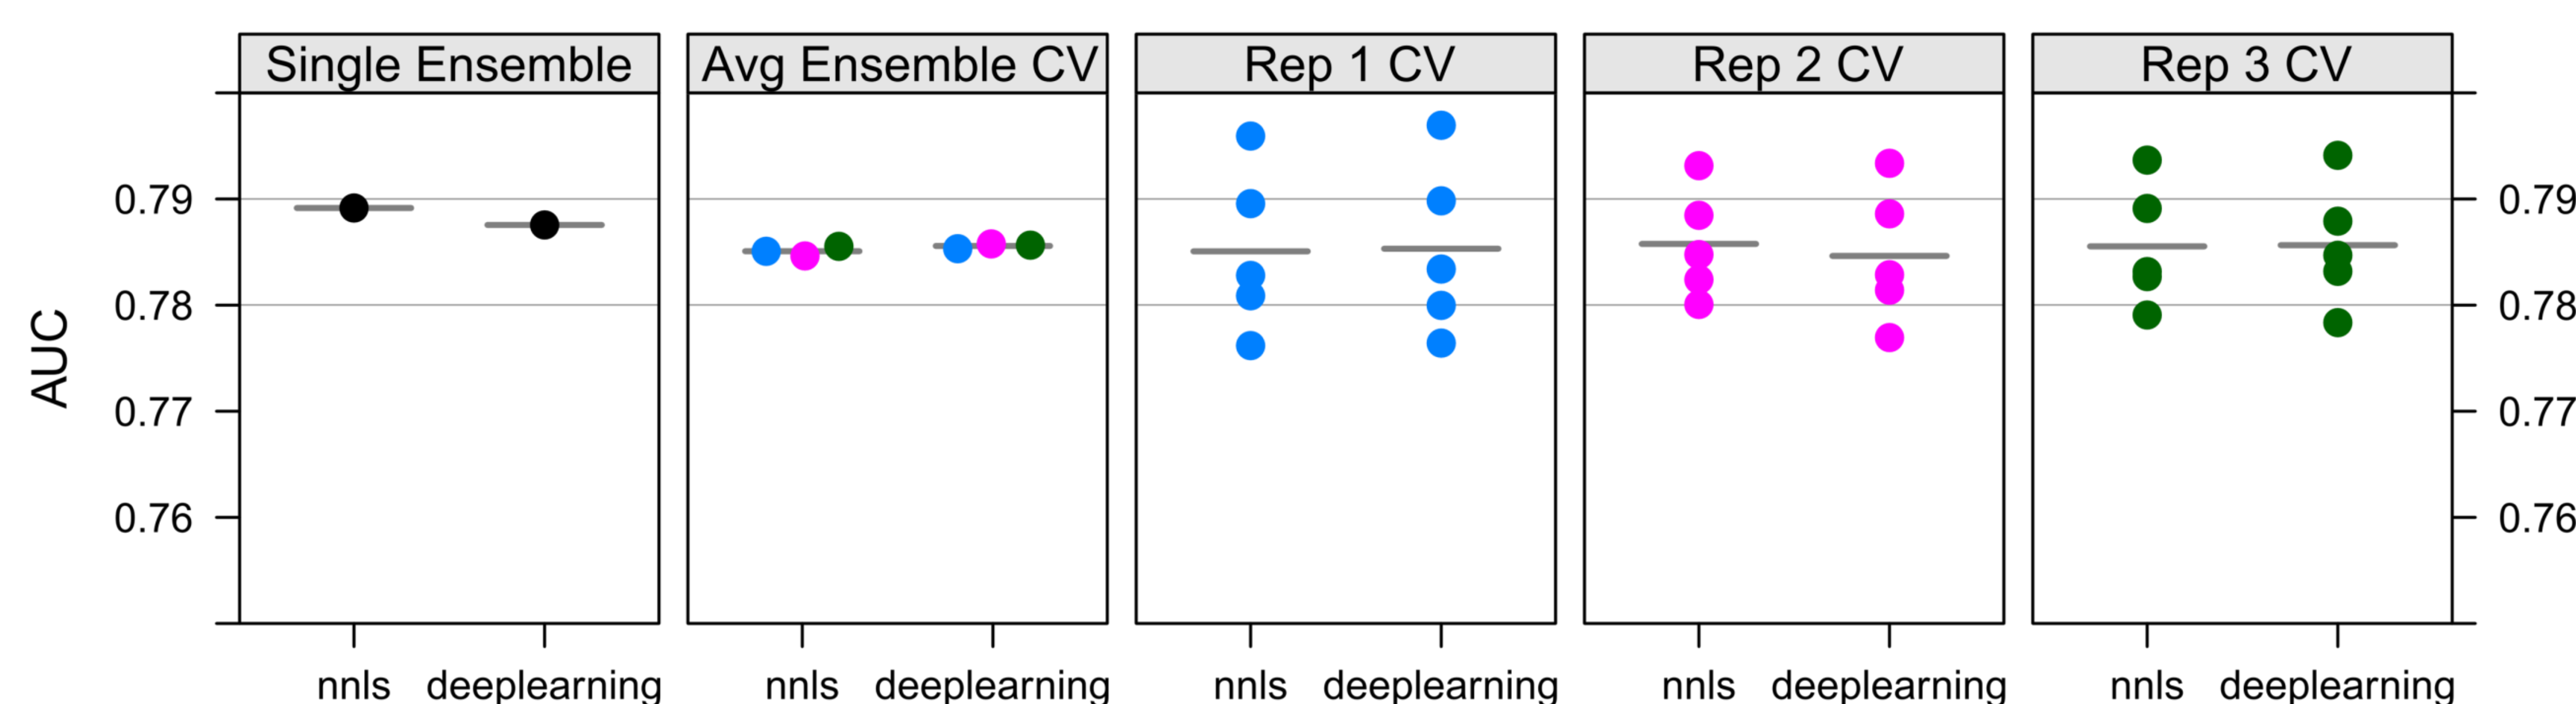 Single Ensemble
Avg Ensemble CV
Rep 1 CV
Rep 2 CV
Rep 3 CV
AUC
0.79
0.78
0.77
0.76
0.79
0.78
0.77
0.76
nnls deeplearning
nnls deeplearning
nnls deeplearning
nnls deeplearning
nnls deeplearning